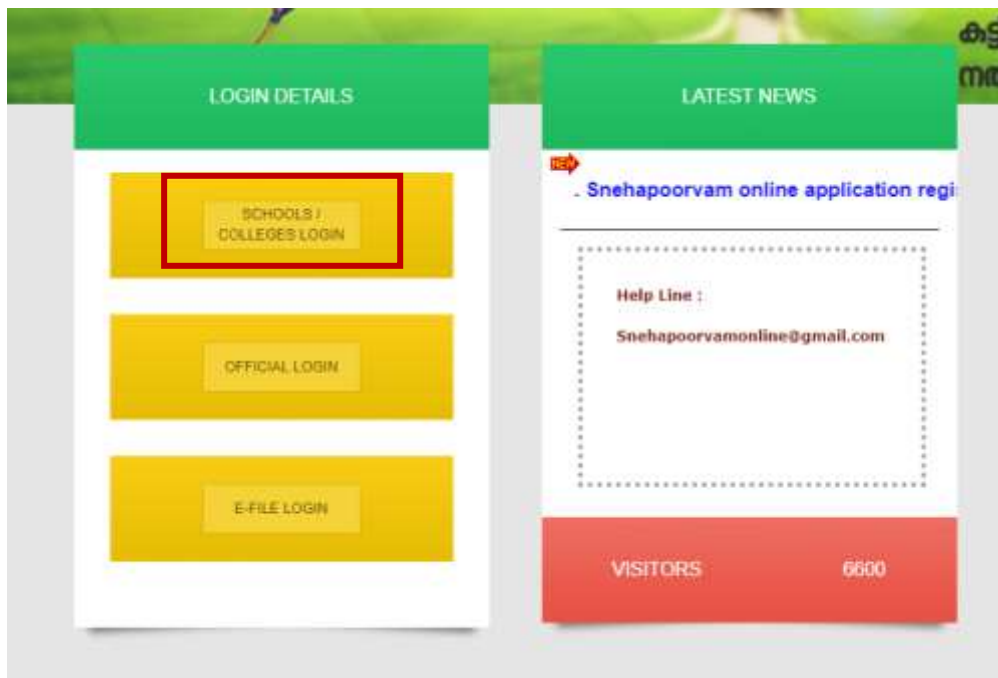 LOGIN DETAILS
SCHOOLS /
COLLEGES LOGIN
OFFICIAL LOGIN
E-FILE LOGIN
LATEST NEWS
NEW
. Snehapoorvam online application regi
Help Line :
Snehapoorvamonline@gmail.com
VISITORS 6600